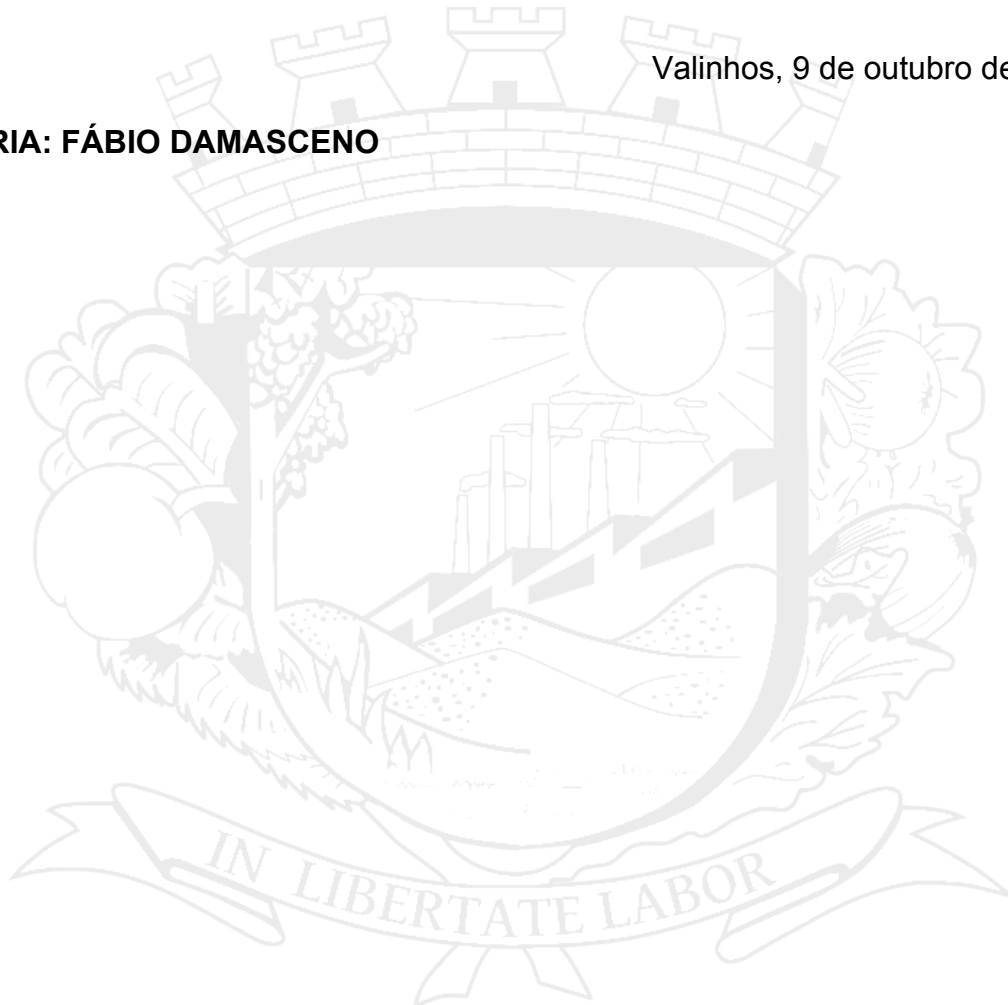 Valinhos, 9 de outubro de
RIA: FÁBIO DAMASCENO
IN LIBERTATE LABOR